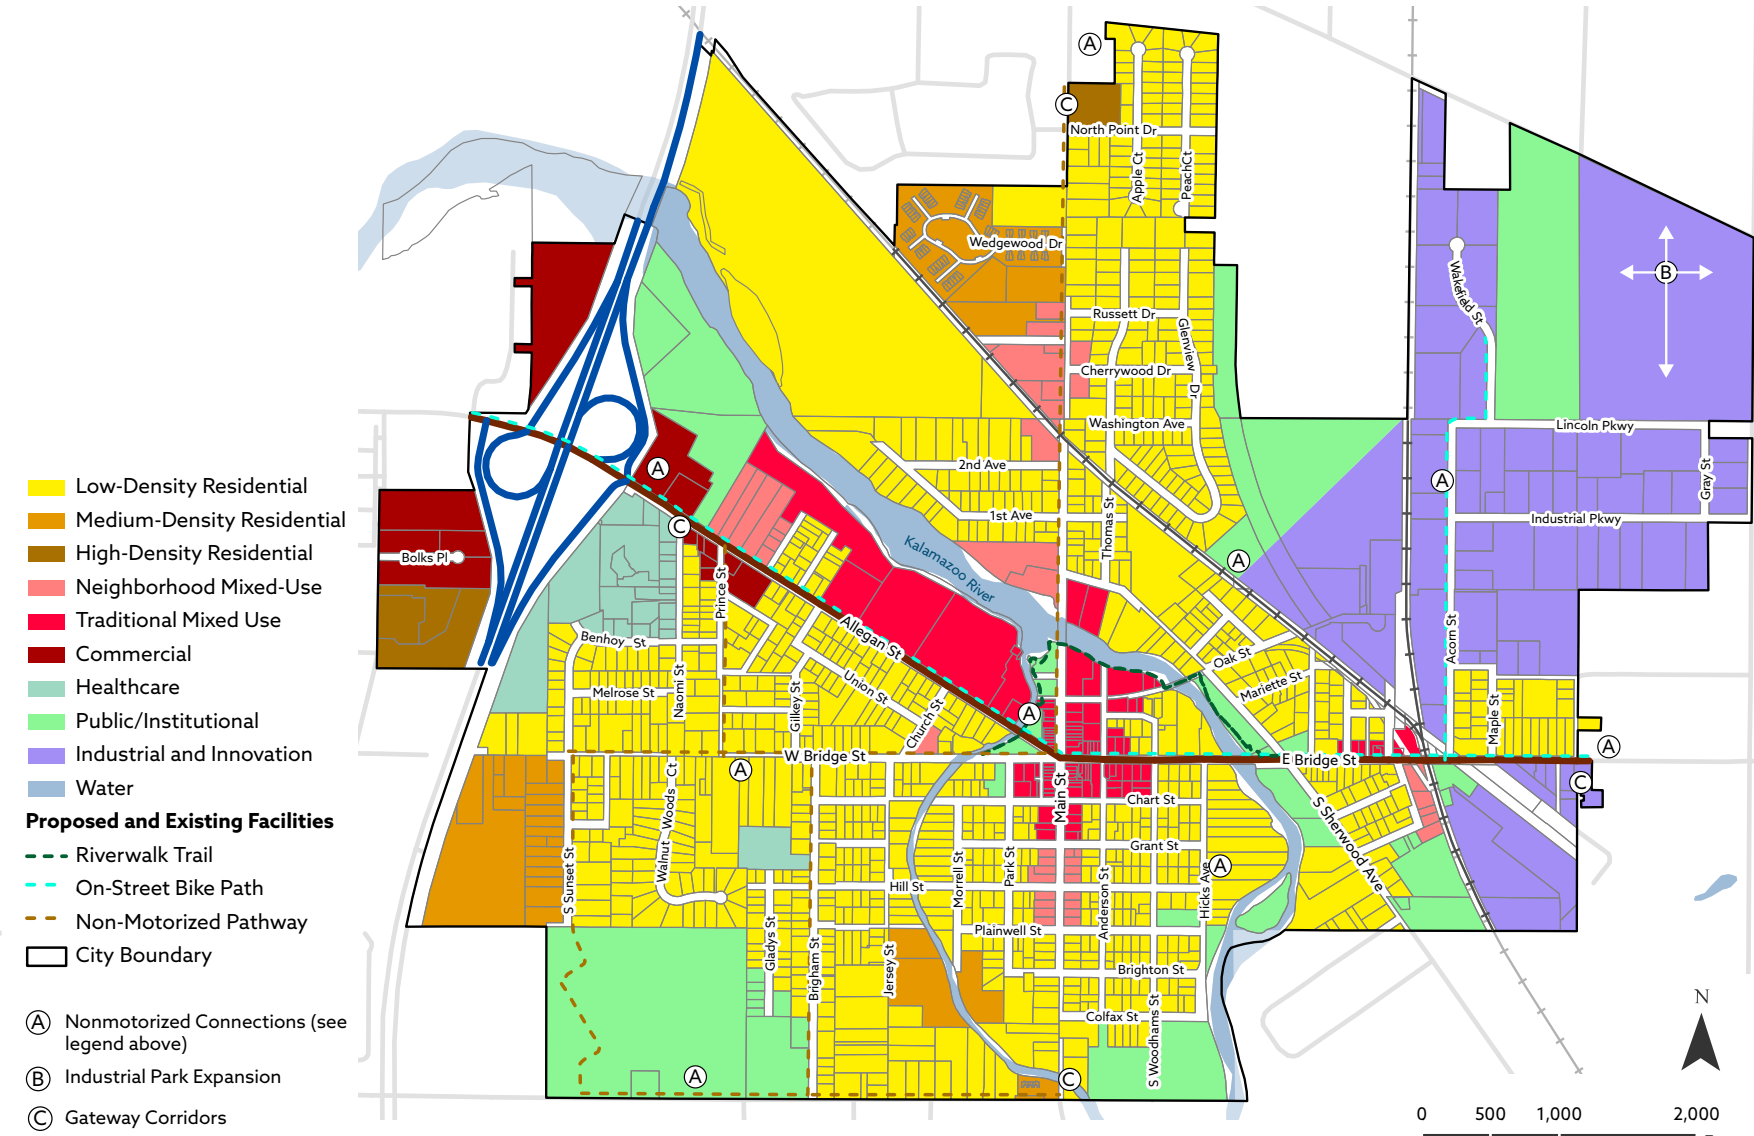 A
C
North Point Dr
Apple Ct
PeachCt
Wedgewood Dr
B
Wakefield St
Russett Dr
Glenview Dr
Cherrywood Dr
Washington Ave
Lincoln Pkwy
2nd Ave
A
A
Gray St
Low-Density Residential
Medium-Density Residential
High-Density Residential
Neighborhood Mixed-Use
Traditional Mixed Use
Commercial
Healthcare
Public/Institutional
Industrial and Innovation
Water
Proposed and Existing Facilities
Riverwalk Trail
On-Street Bike Path
Non-Motorized Pathway
City Boundary
A Nonmotorized Connections (see
legend above)
B Industrial Park Expansion
C Gateway Corridors
C
1st Ave
Thomas St
Industrial Pkwy
Bolks Pl
Kalamazoo River
A
Prince St
Allegan St
Benhoy St
Acorn St
Oak St
Mariette St
Melrose St
Naomi St
Gilkey St
Union St
Church St
A
Maple St
W Bridge St
E Bridge St
A
A
C
Walnut Woods Ct
Main St
Chart St
S Sherwood Ave
S Sunset St
Grant St
Morrell St
Park St
A
Hill St
Anderson St
Hicks Ave
Plainwell St
Gladys St
Brigham St
Jersey St
Brighton St
Colfax St
S Woodhams St
A
C
N
0 500 1,000 2,000